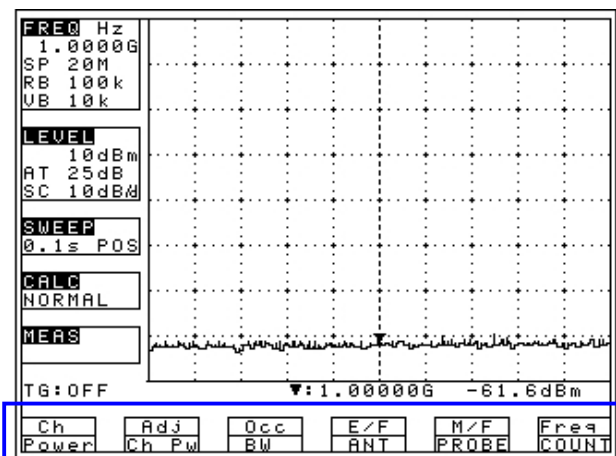 FREQ Hz
1.0000G
SP 20M
RB 100k
VB 10k
LEVEL
10dBm
AT 25dB
SC 10dB/d
SWEEP
0.1s POS
CALC
NORMAL
MEAS
TG:OFF
▼:1.00000G -61.6dBm
Ch Power
Adj Ch Pw
Occ BW
E/F ANT
M/F PROBE
Freq COUNT